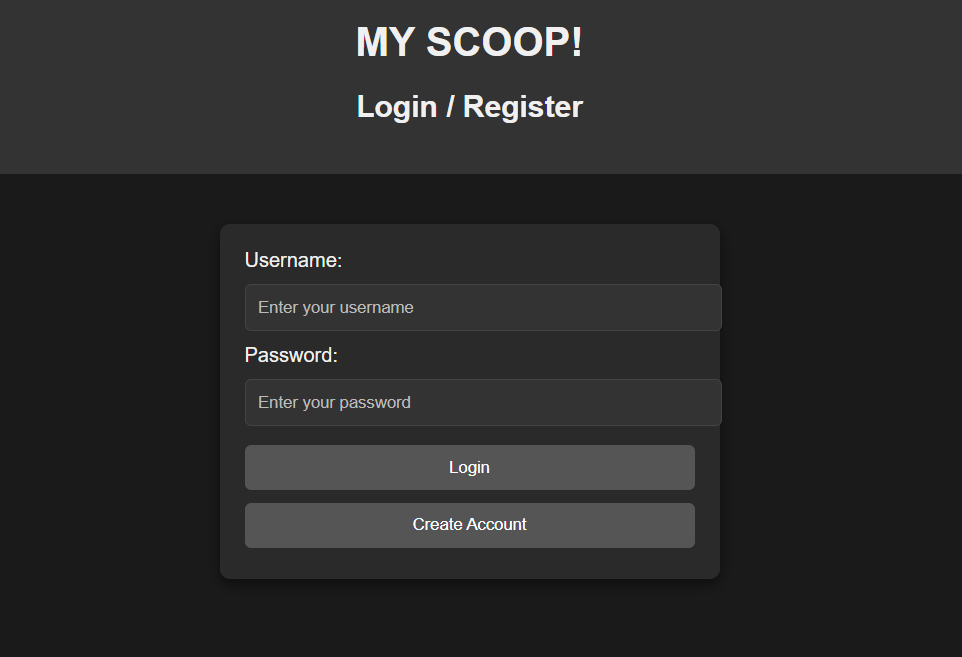 MY SCOOP!
Login / Register
Username:
Enter your username
Password:
Enter your password
Login
Create Account